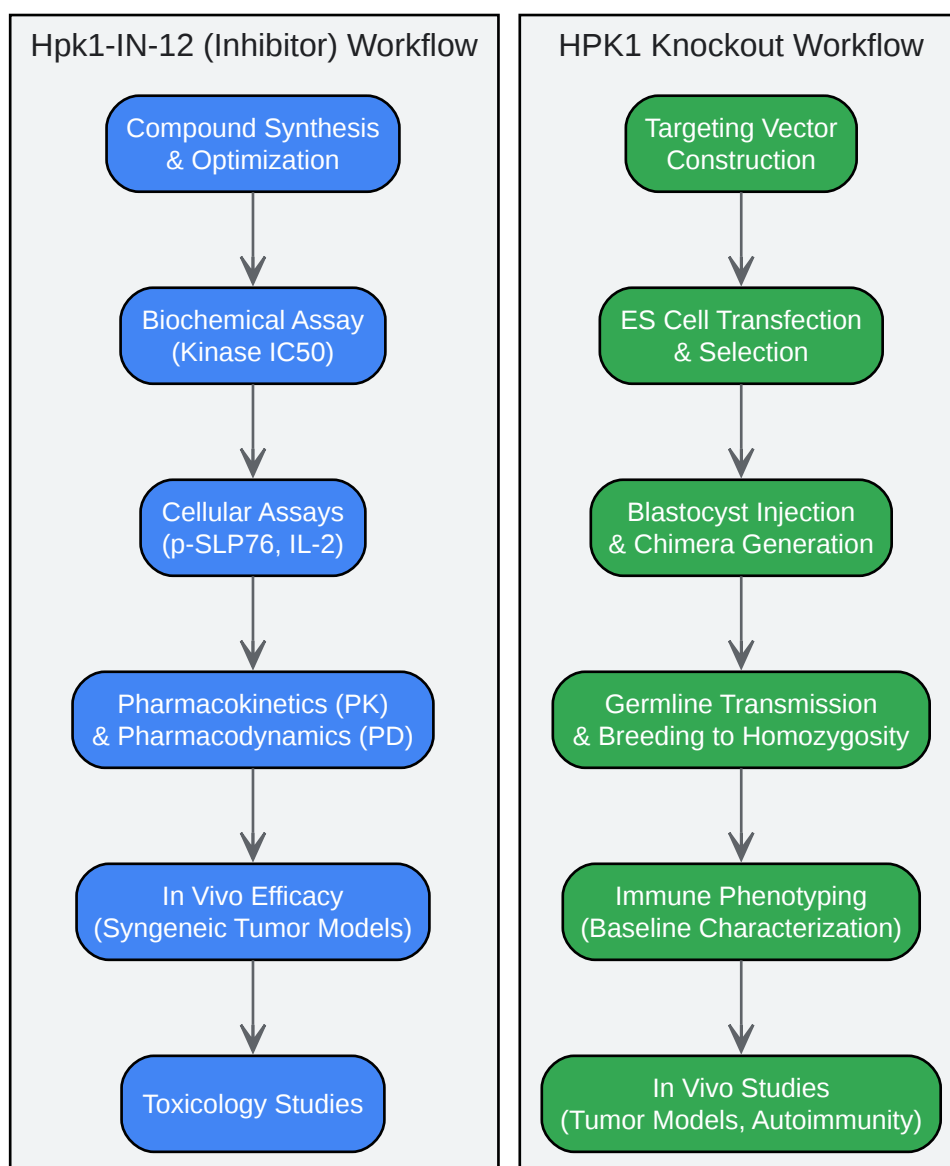 Hpk1-IN-12 (Inhibitor) Workflow
Compound Synthesis
& Optimization
Biochemical Assay
(Kinase IC50)
Cellular Assays
(p-SLP76, IL-2)
Pharmacokinetics (PK)
& Pharmacodynamics (PD)
In Vivo Efficacy
(Syngeneic Tumor Models)
Toxicology Studies
HPK1 Knockout Workflow
Targeting Vector
Construction
ES Cell Transfection
& Selection
Blastocyst Injection
& Chimera Generation
Germline Transmission
& Breeding to Homozygosity
Immune Phenotyping
(Baseline Characterization)
In Vivo Studies
(Tumor Models, Autoimmunity)